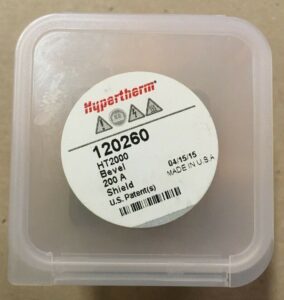 Hypertherm®
120260
HT2000
Bevel
200 A
Shield
U.S. Patent(s)
04/15/15
MADE IN U.S.A